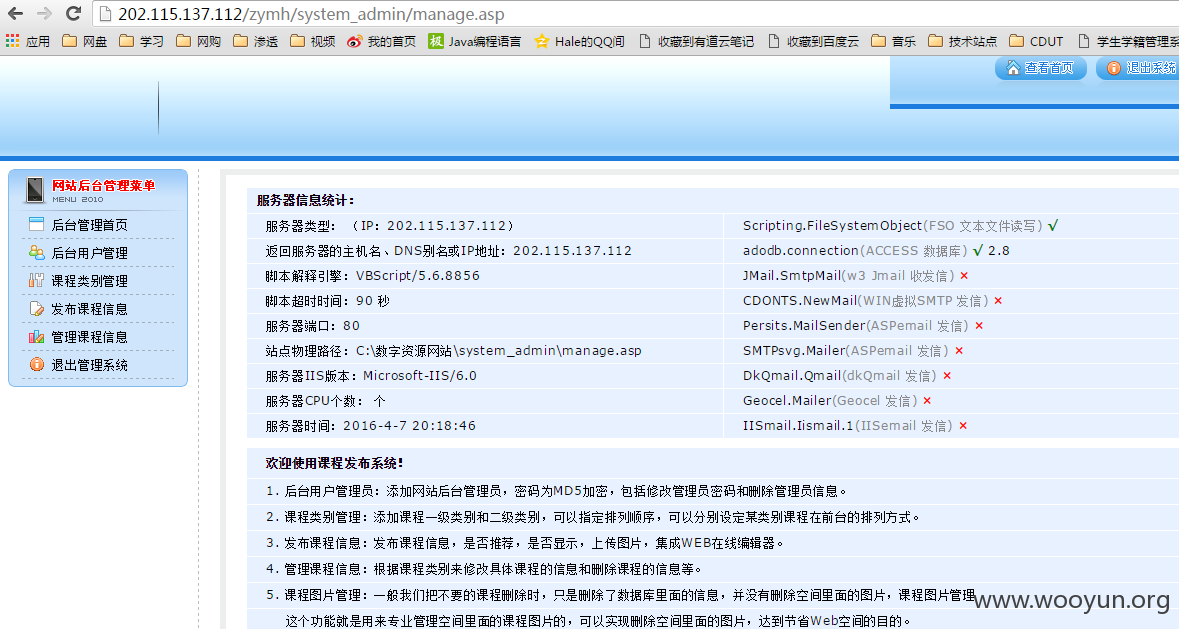 202.115.137.112/zymh/system_admin/manage.asp
应用 网盘 学习 网购 渗透 视频 我的首页 极 Java编程语言 Hale的QQ间 收藏到有道云笔记 收藏到百度云 音乐 技术站点 CDUT 学生学籍管理系
查看首页 退出系统
网站后台管理菜单
MENU 2010
后台管理首页
后台用户管理
课程类别管理
发布课程信息
管理课程信息
退出管理系统
服务器信息统计：
服务器类型： （IP：202.115.137.112） Scripting.FileSystemObject(FSO 文本文件读写) √
返回服务器的主机名、DNS别名或IP地址：202.115.137.112 adodb.connection(ACCESS 数据库) √ 2.8
脚本解释引擎：VBScript/5.6.8856 JMail.SmtpMail(w3 Jmail 收发信) ×
脚本超时时间：90 秒 CDONTS.NewMail(WIN虚拟SMTP 发信) ×
服务器端口：80 Persits.MailSender(ASPemail 发信) ×
站点物理路径：C:\数字资源网站\system_admin\manage.asp SMTPsvg.Mailer(ASPemail 发信) ×
服务器IIS版本：Microsoft-IIS/6.0 DkQmail.Qmail(dkQmail 发信) ×
服务器CPU个数： 个 Geocel.Mailer(Geocel 发信) ×
服务器时间：2016-4-7 20:18:46 IISmail.Iismail.1(IISemail 发信) ×
欢迎使用课程发布系统！
1. 后台用户管理员：添加网站后台管理员，密码为MD5加密，包括修改管理员密码和删除管理员信息。
2. 课程类别管理：添加课程一级类别和二级类别，可以指定排列顺序，可以分别设定某类别课程在前台的排列方式。
3. 发布课程信息：发布课程信息，是否推荐，是否显示，上传图片，集成WEB在线编辑器。
4. 管理课程信息：根据课程类别来修改具体课程的信息和删除课程的信息等。
5. 课程图片管理：一般我们把不要的课程删除时，只是删除了数据库里面的信息，并没有删除空间里面的图片，课程图片管理
这个功能就是用来专业管理空间里面的课程图片的，可以实现删除空间里面的图片，达到节省Web空间的目的。
www.wooyun.org